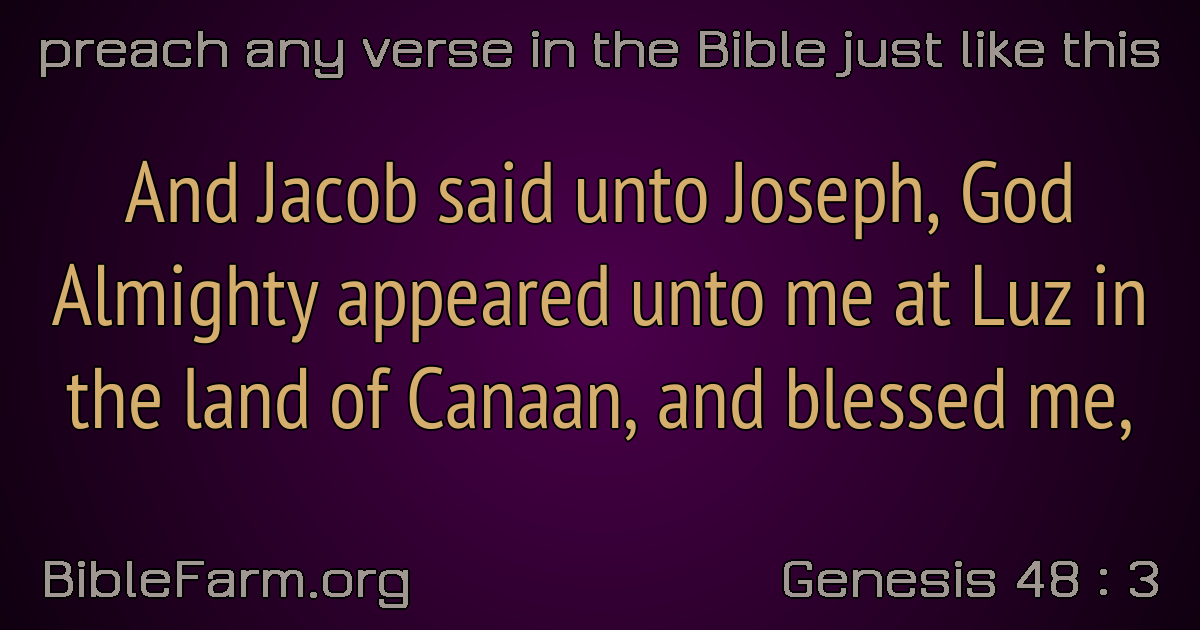 preach any verse in the Bible just like this
And Jacob said unto Joseph, God
Almighty appeared unto me at Luz in
the land of Canaan, and blessed me,
BibleFarm.org
Genesis 48 : 3